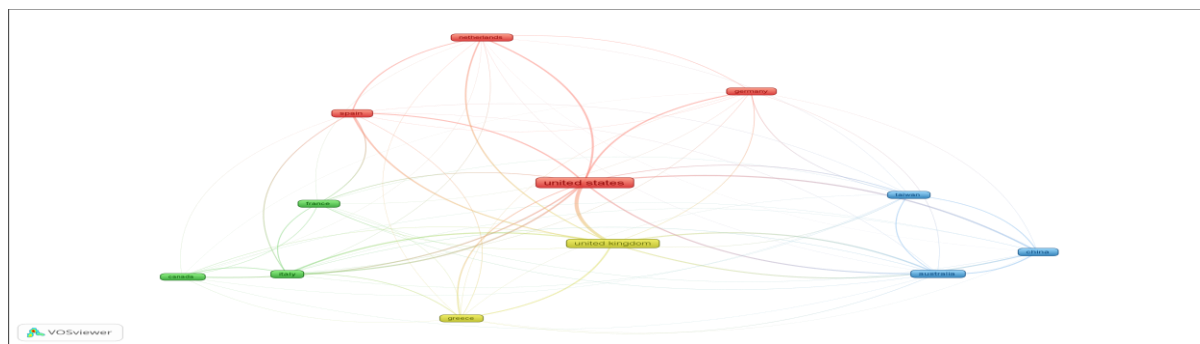 netherlands
germany
spain
united states
taiwan
france
united kingdom
china
australia
italy
canada
greece
VOSviewer